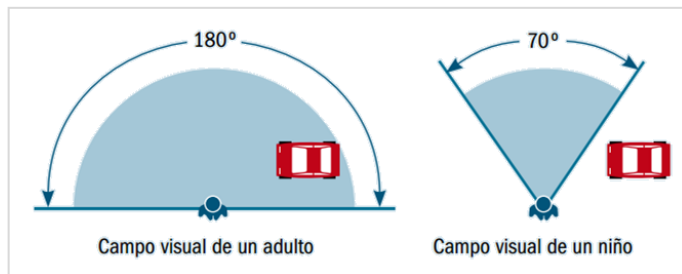 180º
70º
Campo visual de un adulto
Campo visual de un niño